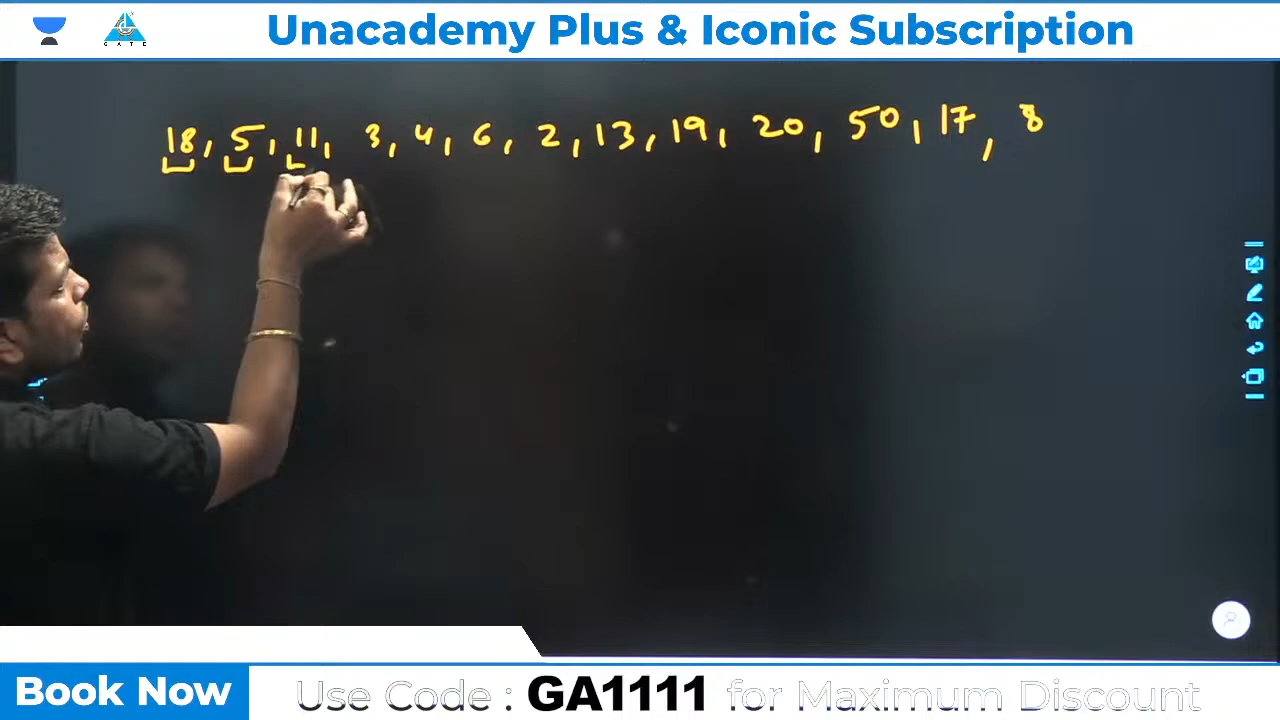 Unacademy Plus & Iconic Subscription
GATE
18, 5, 11, 3, 4, 6, 2, 13, 19, 20, 50, 17, 8
Book Now
Use Code : GA1111 for Maximum Discount